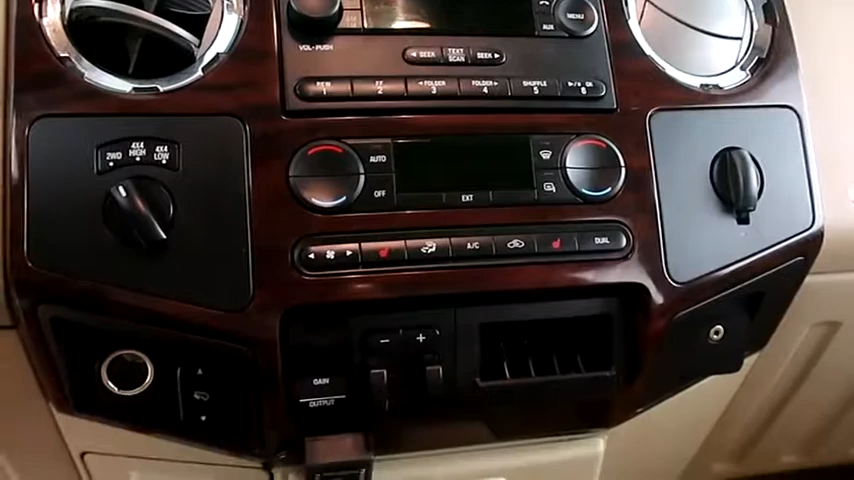 VOL-PUSH
SEEK TEXT SCAN SEEK
AUX
MENU
REW 1 FF 2 FOLDER 3 FOLDER 4 SHUFFLE 5 6
2WD 4X4 HIGH 4X4 LOW
AUTO
OFF
EXT
A/C
DUAL
- +
GAIN
OUTPUT